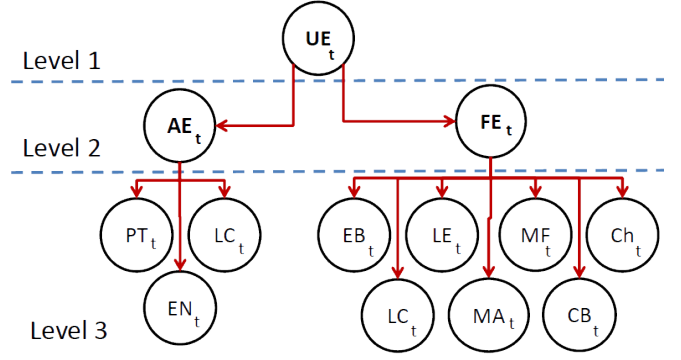 UE t
Level 1
AE t
FE t
Level 2
PT t
LC t
EB t
LE t
MF t
Ch t
EN t
LC t
MA t
CB t
Level 3